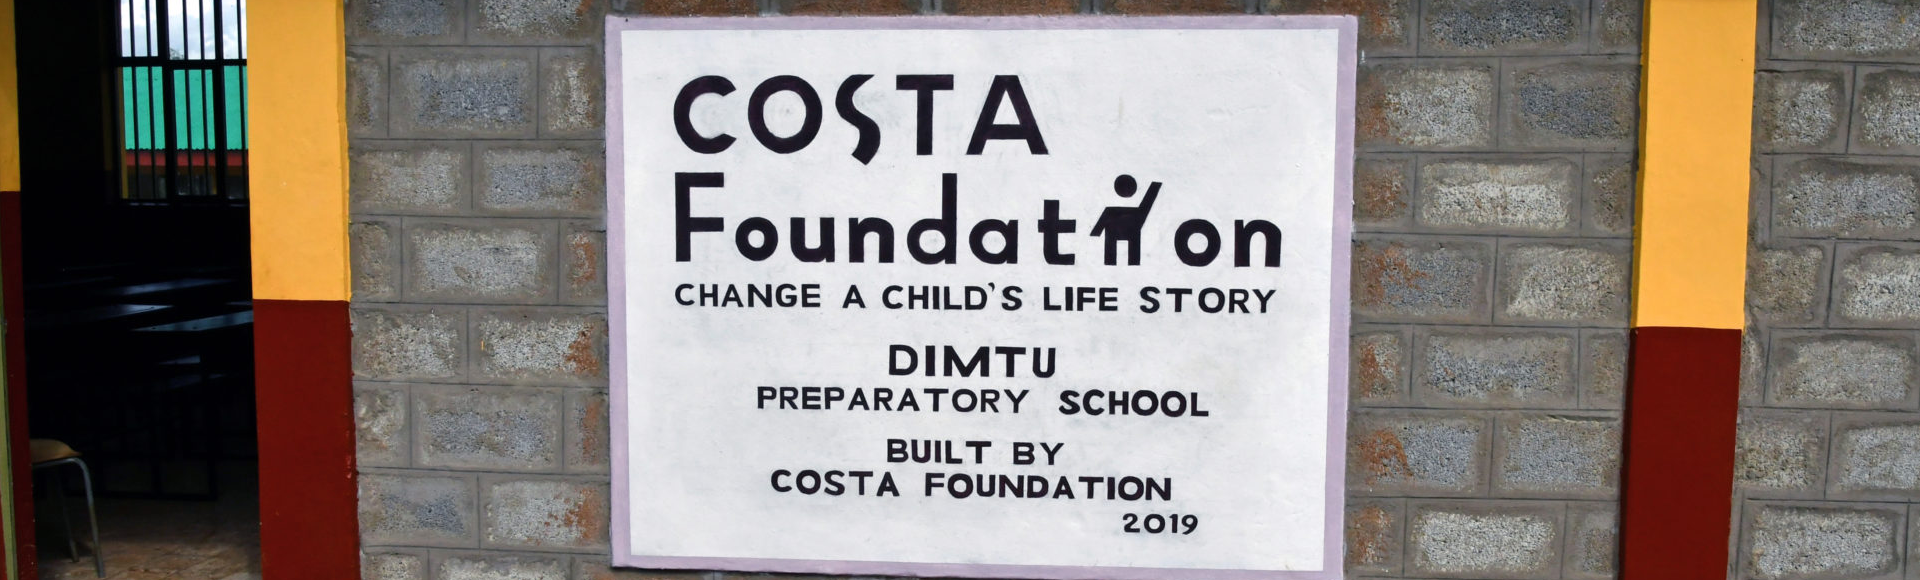 COSTA
Foundation
CHANGE A CHILD'S LIFE STORY
DIMTU
PREPARATORY SCHOOL
BUILT BY
COSTA FOUNDATION
2019